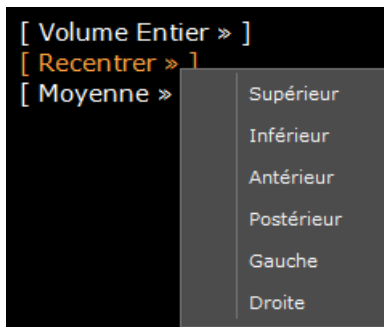 [ Volume Entier » ]
[ Recentrer » ]
[ Moyenne »
Supérieur
Inférieur
Antérieur
Postérieur
Gauche
Droite